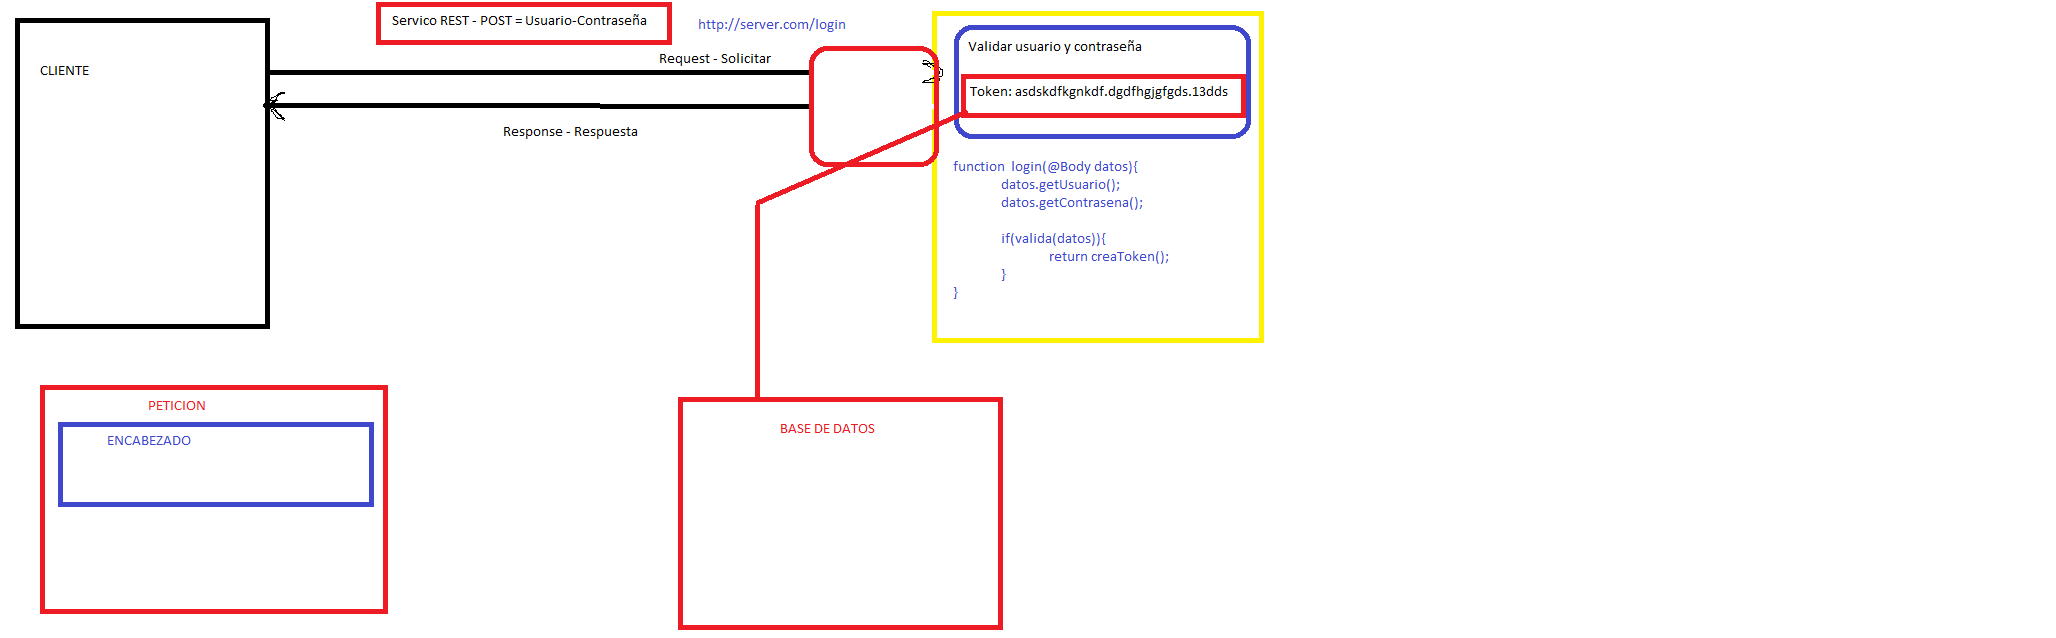 Servico REST - POST = Usuario-Contraseña
http://server.com/login
CLIENTE
Request - Solicitar
Response - Respuesta
Validar usuario y contraseña
Token: asdskdfkgnkdf.dgdfhgjgfgds.13dds
function  login(@Body datos){
datos.getUsuario();
datos.getContrasena();
if(valida(datos)){
return creaToken();
}
}
PETICION
ENCABEZADO
BASE DE DATOS